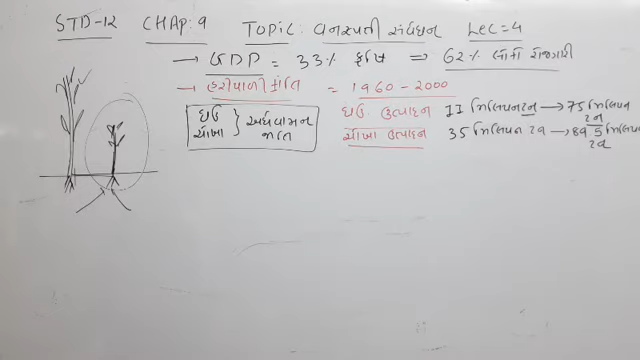 STD-12 CHAP: 9 TOPIC: વનસ્પતી સંવર્ધન Lec=4
→ GDP = 33% કૃષિ ⇒ 62% લોકો રોજગારી
→ હરીયાળી ક્રાંતિ = 1960-2000
ઘઉં ચોખા } અર્ધવામન જાત
ઘઉં ઉત્પાદન 11 મિલિયન ટન → 75 મિલિયન ટન
ચોખા ઉત્પાદન 35 મિલિયન ટન → 89.5 મિલિયન ટન